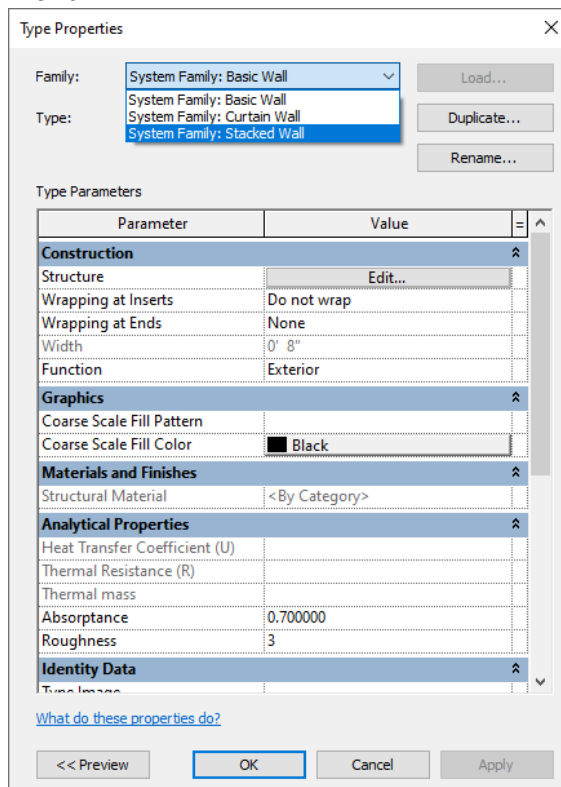 Type Properties
Family: System Family: Basic Wall Load...
System Family: Basic Wall
Type: System Family: Curtain Wall Duplicate...
System Family: Stacked Wall
Rename...
Type Parameters
Parameter Value =
Construction
Structure Edit...
Wrapping at Inserts Do not wrap
Wrapping at Ends None
Width 0' 8"
Function Exterior
Graphics
Coarse Scale Fill Pattern
Coarse Scale Fill Color Black
Materials and Finishes
Structural Material <By Category>
Analytical Properties
Heat Transfer Coefficient (U)
Thermal Resistance (R)
Thermal mass
Absorptance 0.700000
Roughness 3
Identity Data
Type Image
What do these properties do?
<< Preview OK Cancel Apply